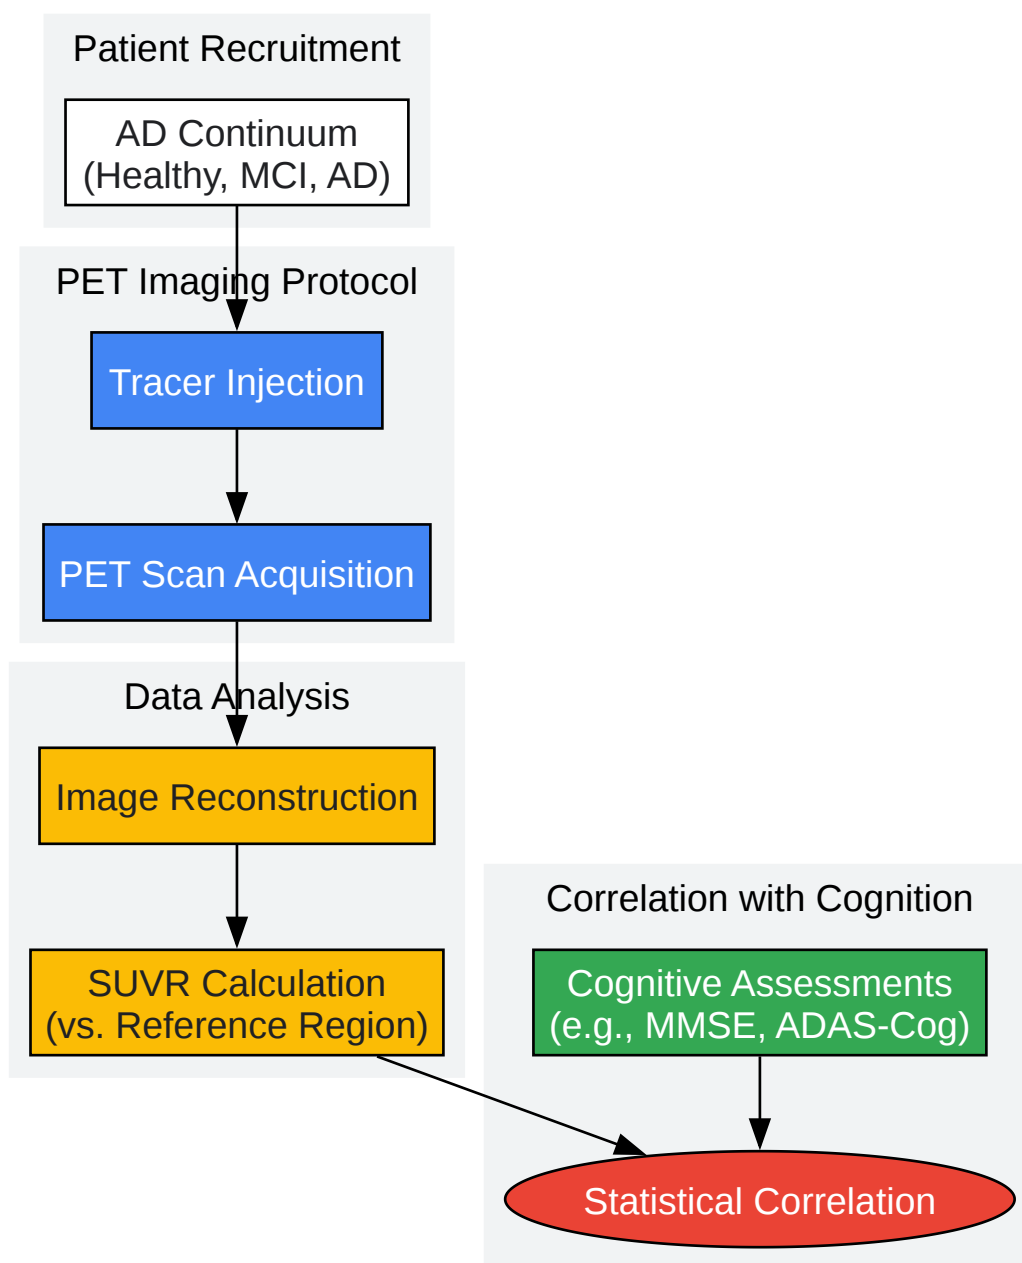 Patient Recruitment
AD Continuum
(Healthy, MCI, AD)
PET Imaging Protocol
Tracer Injection
PET Scan Acquisition
Data Analysis
Image Reconstruction
SUVR Calculation
(vs. Reference Region)
Correlation with Cognition
Cognitive Assessments
(e.g., MMSE, ADAS-Cog)
Statistical Correlation